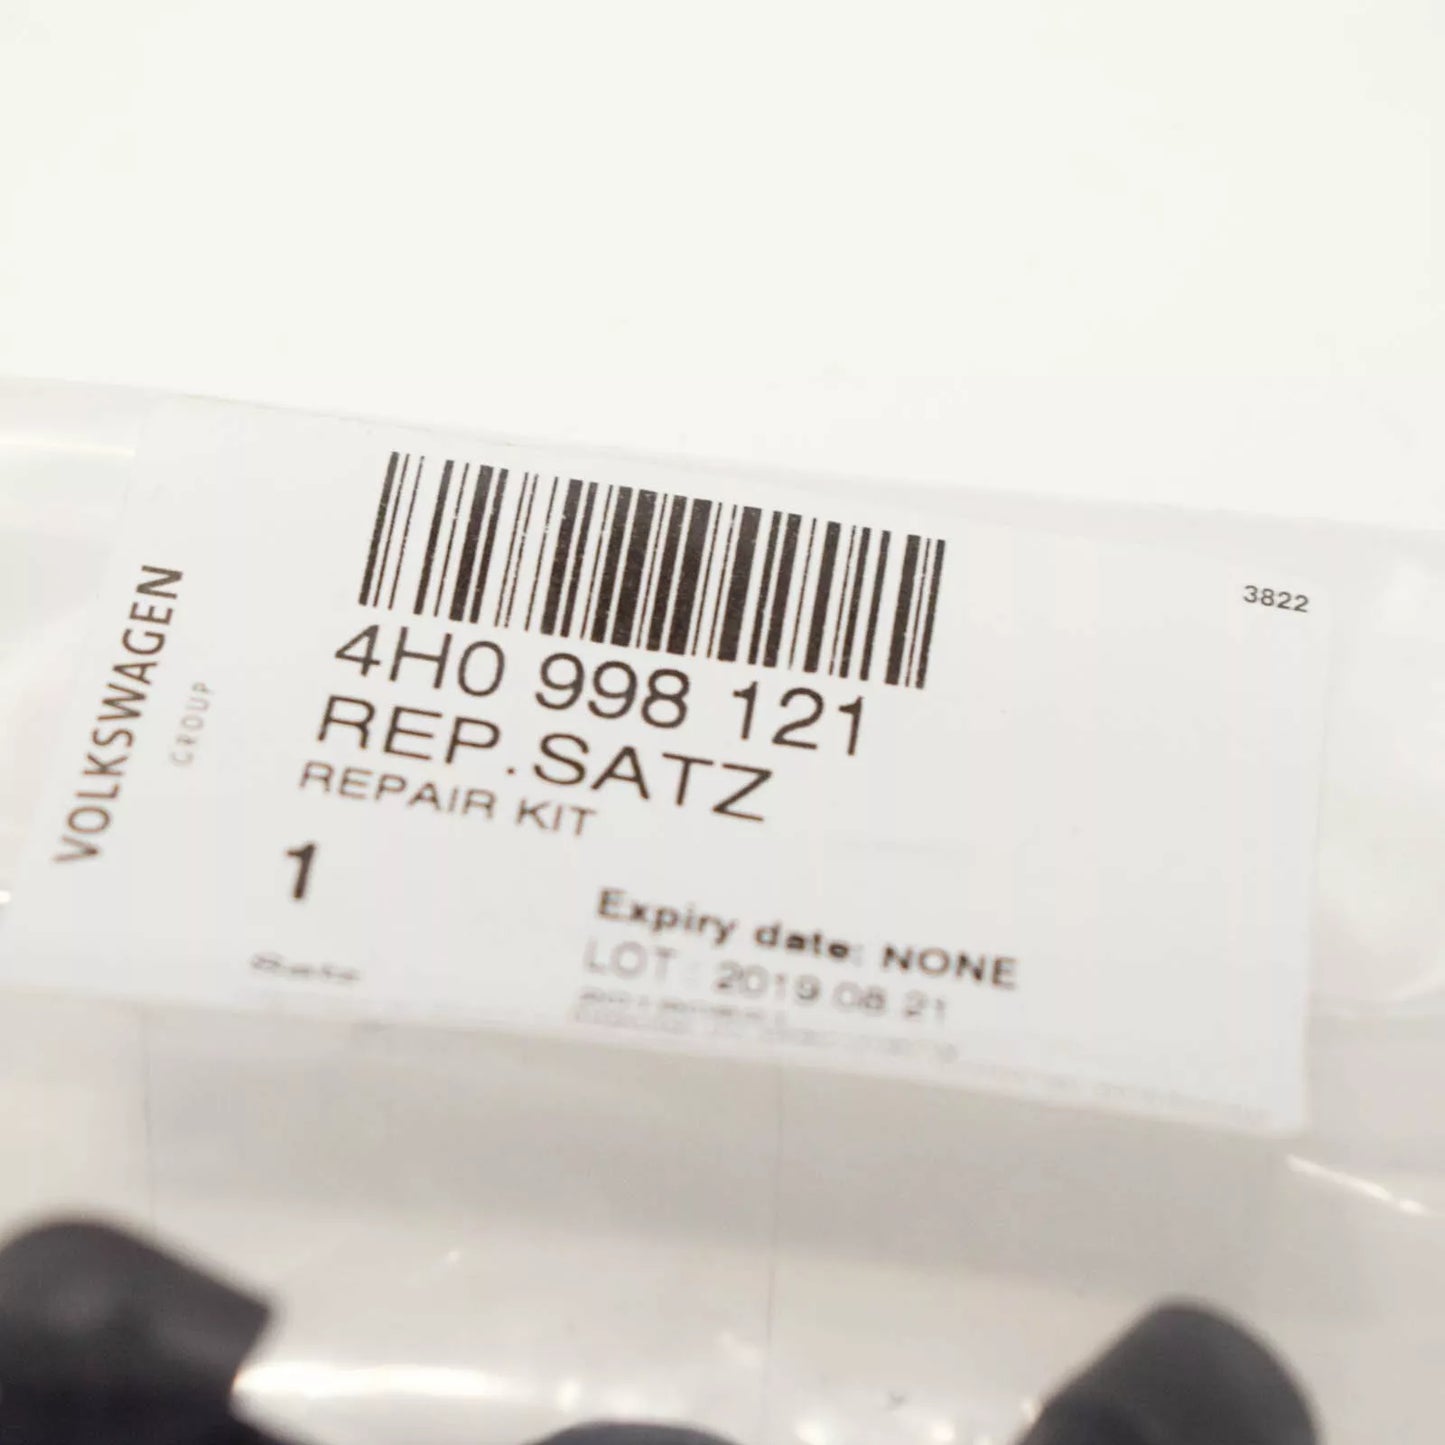 VOLKSWAGEN
GROUP
3822
4H0 998 121
REP.SATZ
REPAIR KIT
1
Expiry date: NONE
LOT : 2019 08 21